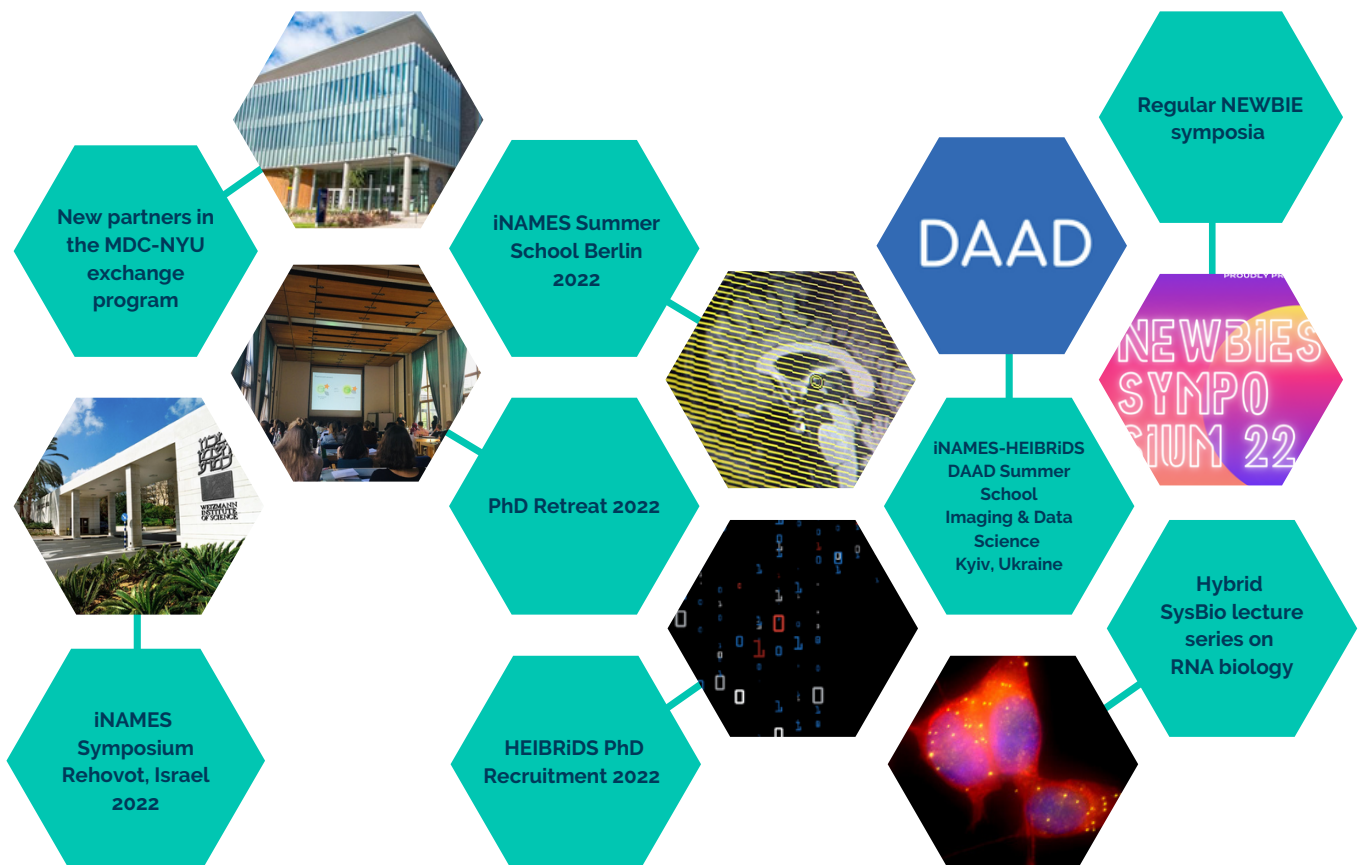 New partners in
the MDC-NYU
exchange
program
iNAMES Summer
School Berlin
2022
DAAD
Regular NEWBIE
symposia
NEWBIES
SYMPO
SIUM 22
WEIZMANN
INSTITUTE
OF SCIENCE
PhD Retreat 2022
iNAMES-HEIBRiDS
DAAD Summer
School
Imaging & Data
Science
Kyiv, Ukraine
Hybrid
SysBio lecture
series on
RNA biology
iNAMES
Symposium
Rehovot, Israel
2022
HEIBRiDS PhD
Recruitment 2022